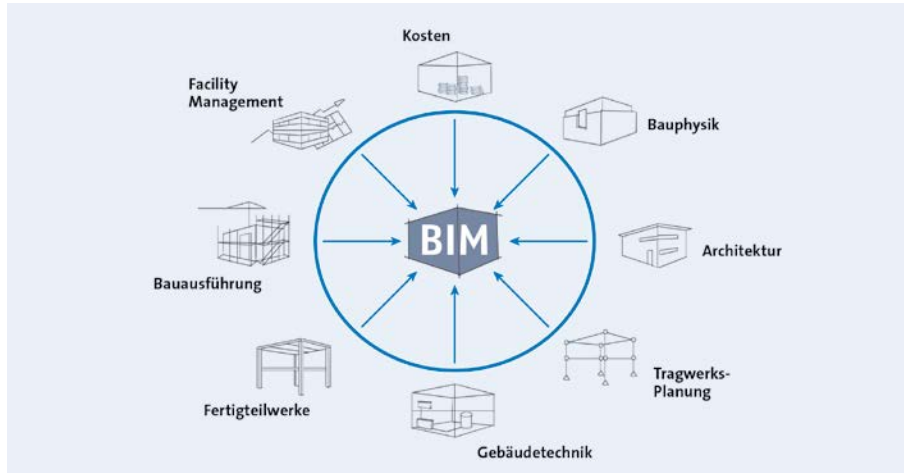 Kosten
Facility
Management
Bauphysik
BIM
Architektur
Bauausführung
Tragwerks-
Planung
Fertigteilwerke
Gebäudetechnik